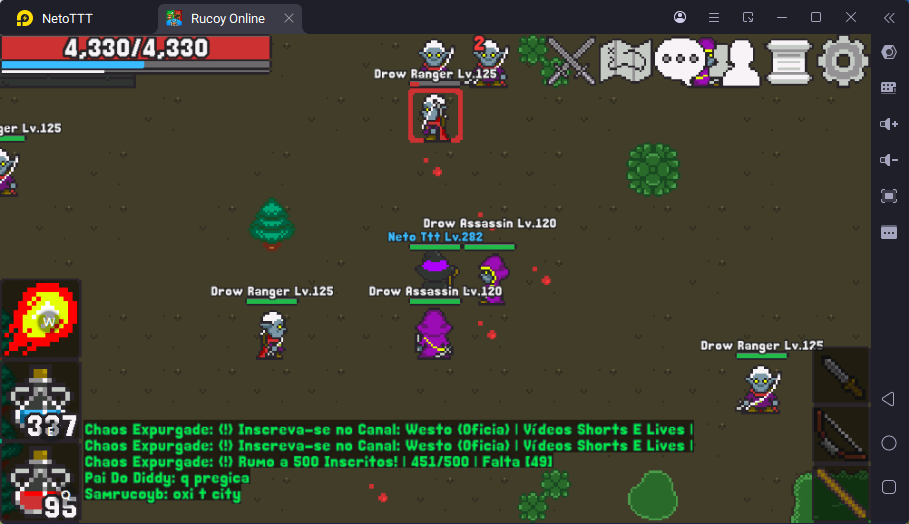 NetoTTT
Rucoy Online
4,330/4,330
2
Drow Ranger Lv.125
ger Lv.125
Drow Assassin Lv.120
Neto Ttt Lv.282
Drow Ranger Lv.125
Drow Assassin Lv.120
W
Drow Ranger Lv.125
337
Chaos Expurgade: (!) Inscreva-se no Canal: Westo (Oficia) | Vídeos Shorts E Lives |
Chaos Expurgade: (!) Inscreva-se no Canal: Westo (Oficia) | Vídeos Shorts E Lives |
Chaos Expurgade: (!) Rumo a 500 Inscritos! | 451/500 | Falta [49]
Pai Do Diddy: q pregica
Samrucoyb: oxi t city
95